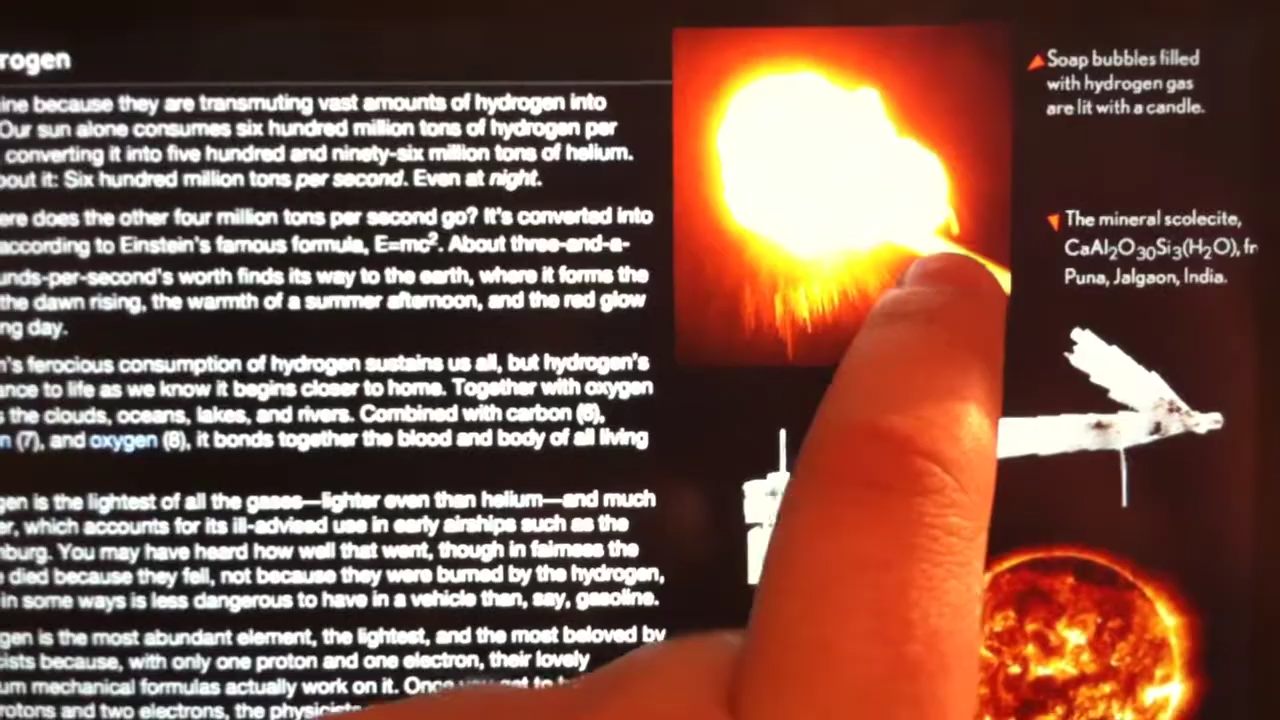 rogen
ine because they are transmuting vast amounts of hydrogen into
Our sun alone consumes six hundred million tons of hydrogen per
converting it into five hundred and ninety-six million tons of helium.
out it: Six hundred million tons per second. Even at night.
ere does the other four million tons per second go? It's converted into
according to Einstein's famous formula, E=mc². About three-and-a-
unds-per-second's worth finds its way to the earth, where it forms the
the dawn rising, the warmth of a summer afternoon, and the red glow
ng day.
n's ferocious consumption of hydrogen sustains us all, but hydrogen's
ance to life as we know it begins closer to home. Together with oxygen
s the clouds, oceans, lakes, and rivers. Combined with carbon (6),
n (7), and oxygen (8), it bonds together the blood and body of all living
gen is the lightest of all the gases—lighter even than helium—and much
er, which accounts for its ill-advised use in early airships such as the
nburg. You may have heard how well that went, though in fairness the
died because they fell, not because they were burned by the hydrogen,
in some ways is less dangerous to have in a vehicle than, say, gasoline.
gen is the most abundant element, the lightest, and the most beloved by
cists because, with only one proton and one electron, their lovely
um mechanical formulas actually work on it. Once
rotons and two electrons, the
Soap bubbles filled
with hydrogen gas
are lit with a candle.
The mineral scolecite,
CaAl₂O₃₀Si₃(H₂O), fr
Puna, Jalgaon, India.